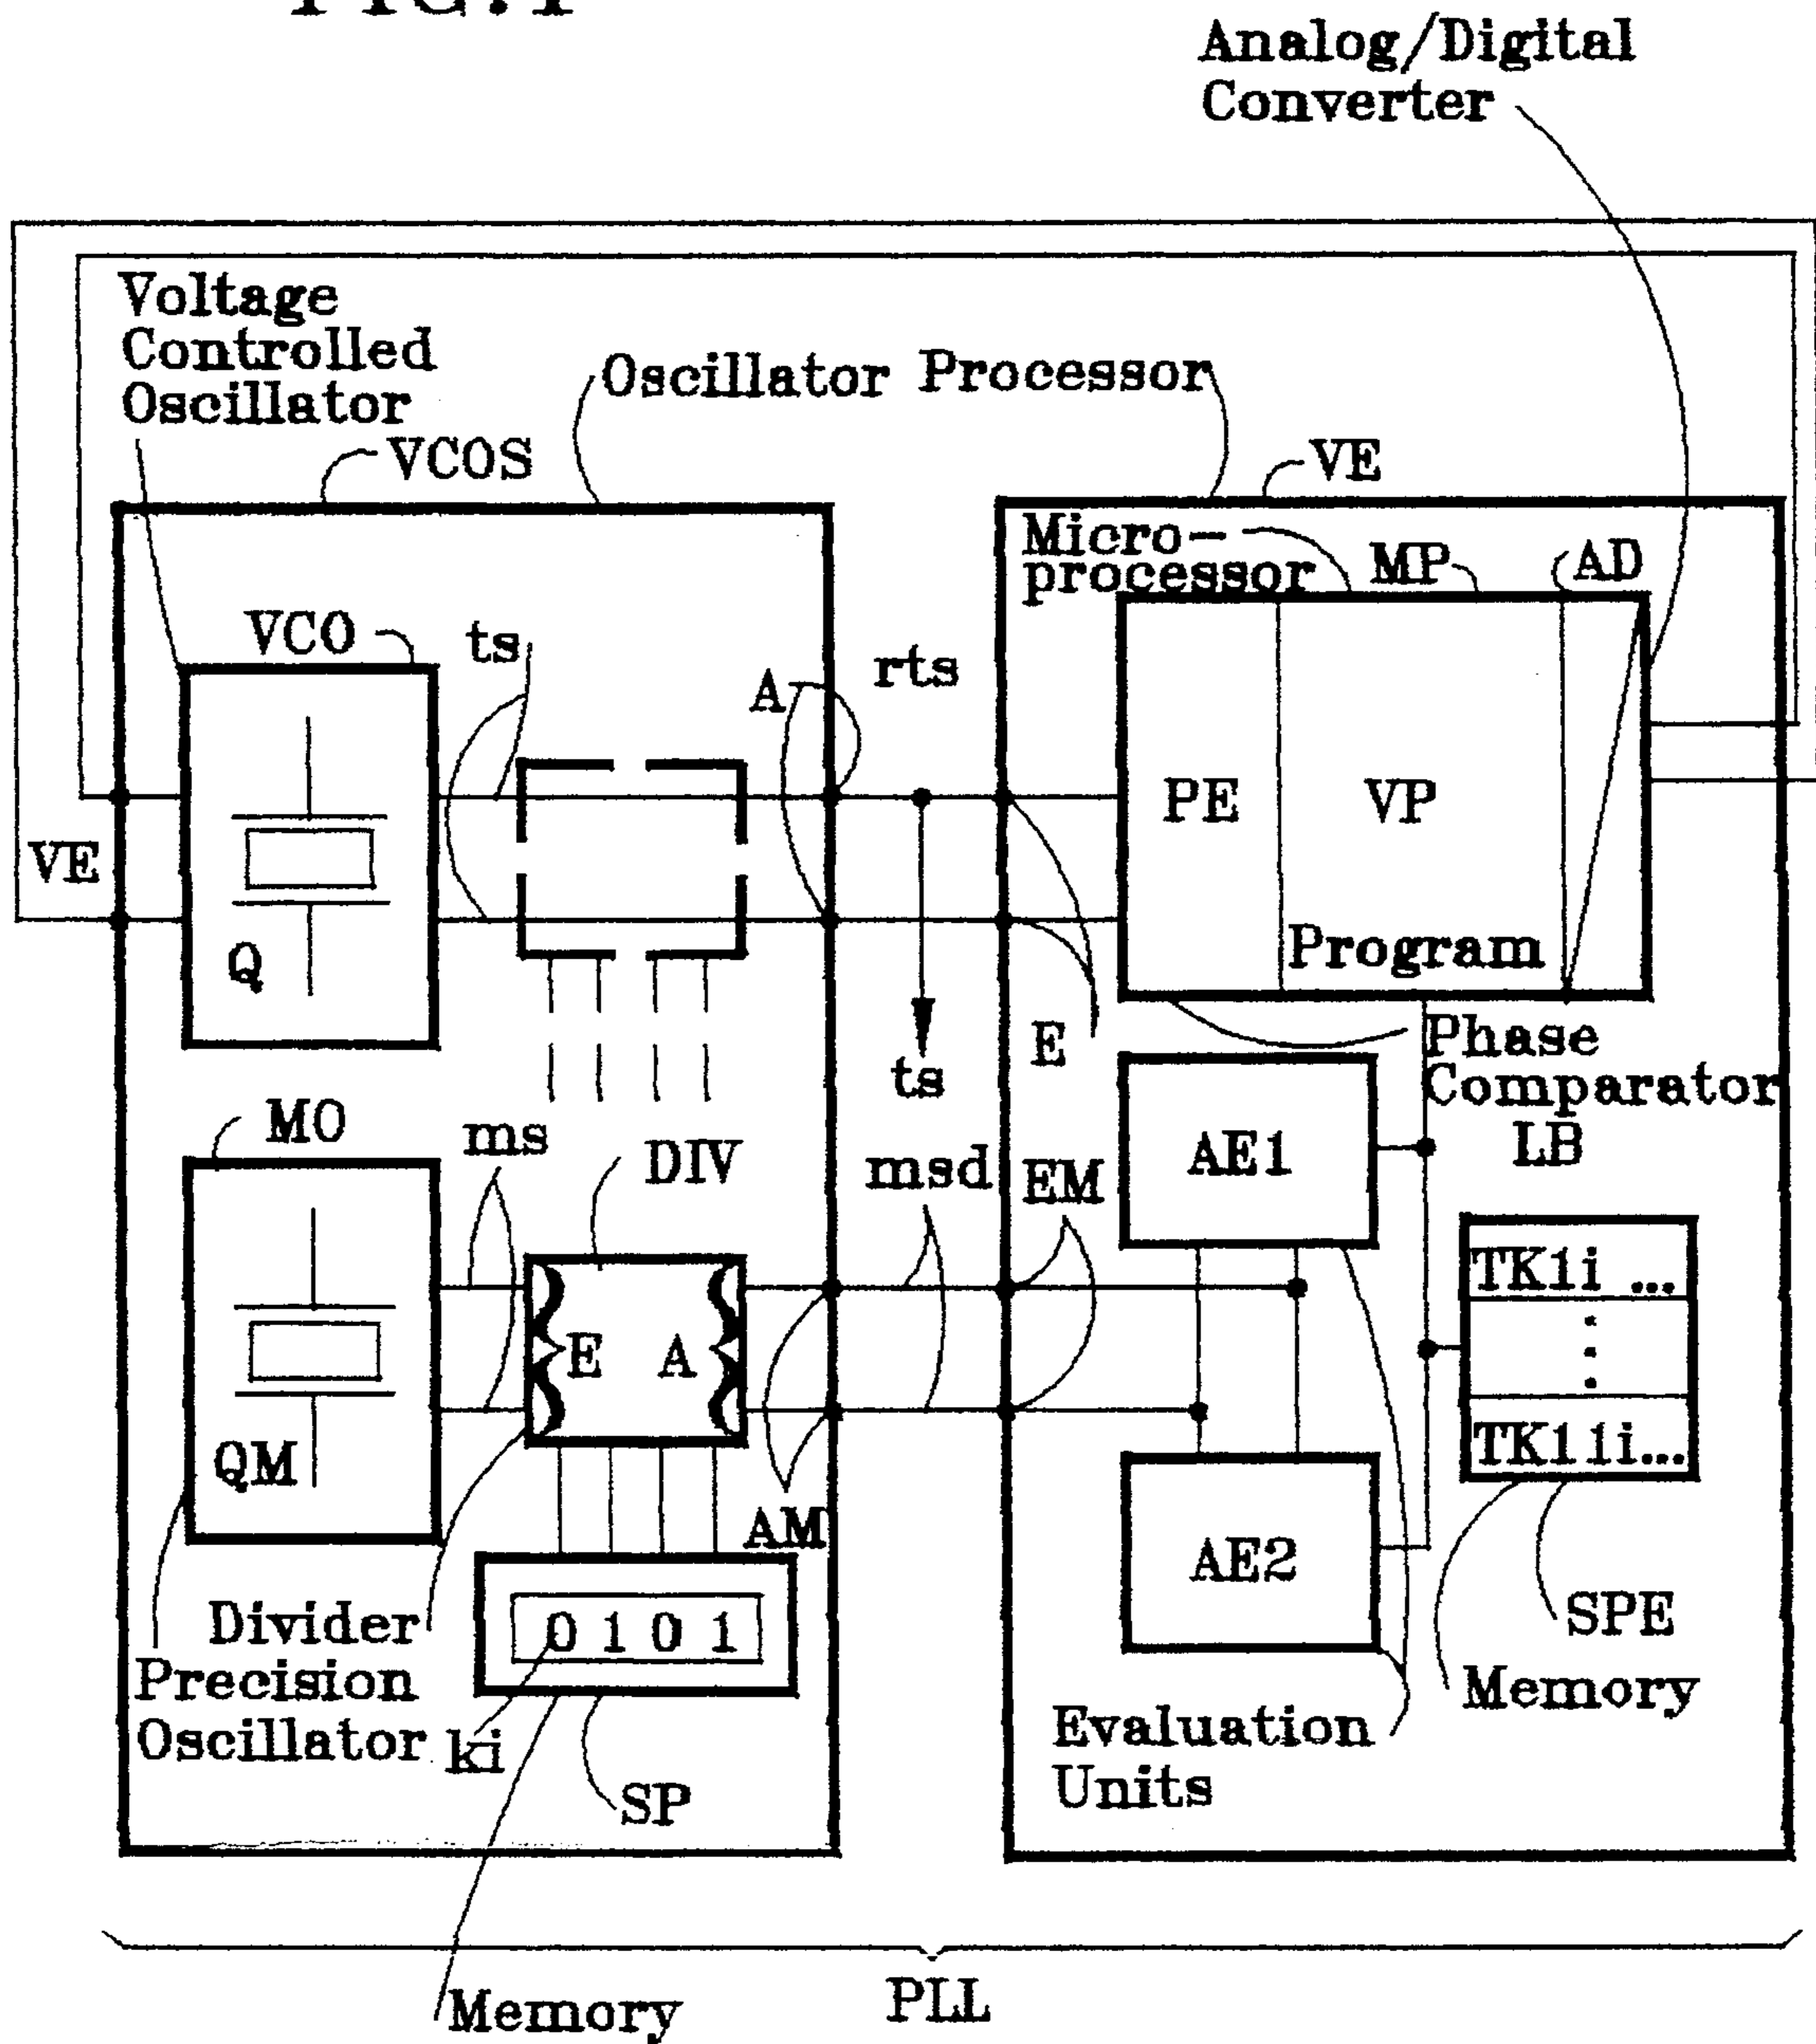 FIG.1
Analog/Digital
Converter
Voltage
Controlled
Oscillator
Oscillator Processor
VCOS
VE
Micro-
processor
MP
AD
VCO
ts
A
rts
PE
VP
VE
Q
Program
E
ts
Phase
Comparator
MO
ms
DIV
msd
EM
AE1
LB
TK1i ...
E
A
QM
TK11i...
AM
AE2
0 1 0 1
SPE
Divider
Precision
Oscillator
ki
Memory
Evaluation
Units
SP
PLL
Memory